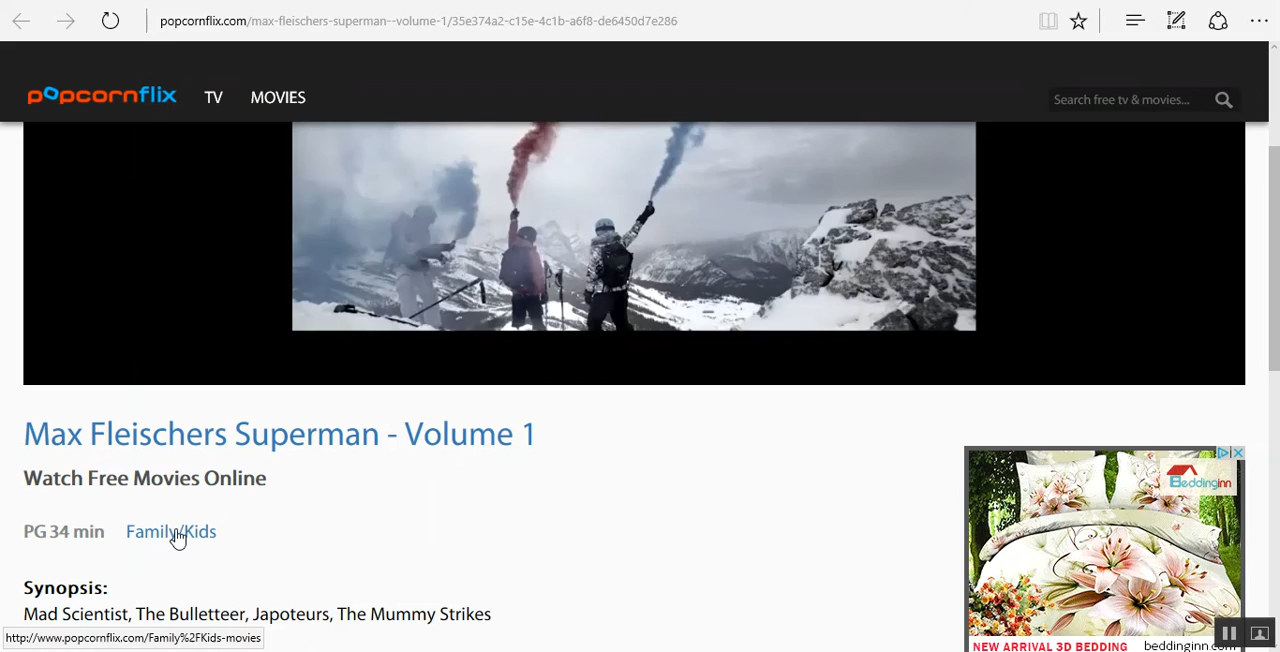 popcornflix.com/max-fleischers-superman--volume-1/35e374a2-c15e-4c1b-a6f8-de6450d7e286
popcornflix TV MOVIES Search free tv & movies...
Max Fleischers Superman - Volume 1
Watch Free Movies Online
Beddinginn
PG 34 min Family/Kids
Synopsis:
Mad Scientist, The Bulletteer, Japoteurs, The Mummy Strikes
http://www.popcornflix.com/Family%2FKids-movies
NEW ARRIVAL 3D BEDDING beddinginn.com